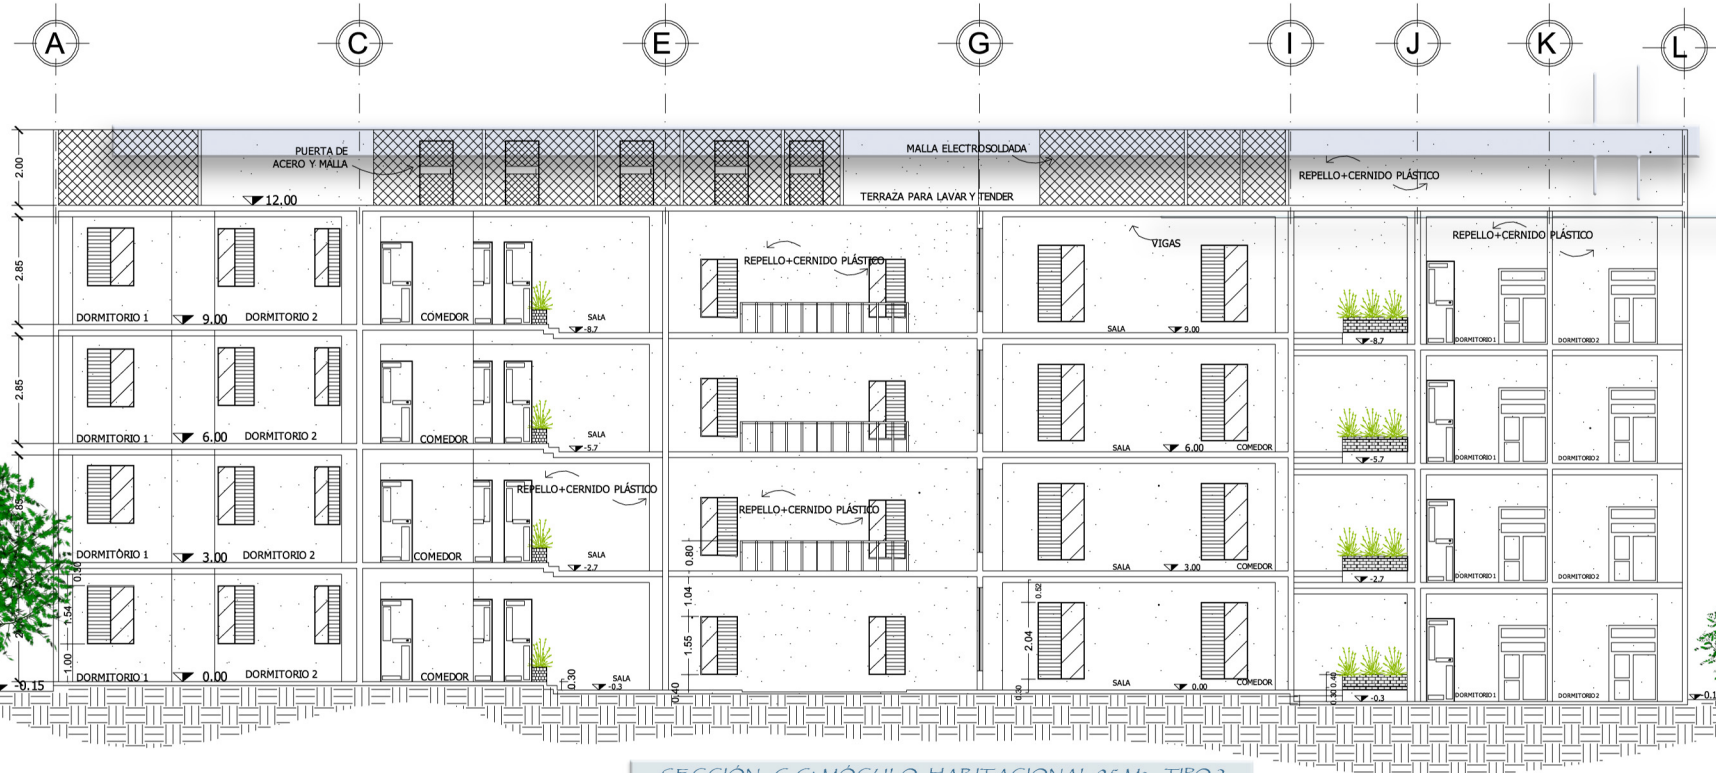 A C E G I J K L
2.00
PUERTA DE
ACERO Y MALLA
MALLA ELECTROSOLDADA
REPELLO+CERNIDO PLÁSTICO
12.00
TERRAZA PARA LAVAR Y TENDER
2.85
REPELLO+CERNIDO PLÁSTICO
VIGAS
REPELLO+CERNIDO PLÁSTICO
DORMITORIO 1 9.00 DORMITORIO 2 COMEDOR SALA -8.7 SALA 9.00 -8.7 DORMITORIO 1 DORMITORIO 2
2.85
DORMITORIO 1 6.00 DORMITORIO 2 COMEDOR SALA -5.7 SALA 6.00 COMEDOR -5.7 DORMITORIO 1 DORMITORIO 2
REPELLO+CERNIDO PLÁSTICO
REPELLO+CERNIDO PLÁSTICO
DORMITORIO 1 3.00 DORMITORIO 2 COMEDOR SALA -2.7 0.80 SALA 3.00 COMEDOR -2.7 DORMITORIO 1 DORMITORIO 2
1.54 1.04 0.52
1.00 1.55 2.04
DORMITORIO 1 0.00 DORMITORIO 2 COMEDOR 0.30 SALA -0.3 0.40 0.30 SALA 0.00 COMEDOR 0.30 0.40 -0.3 DORMITORIO 1 DORMITORIO 2
-0.15